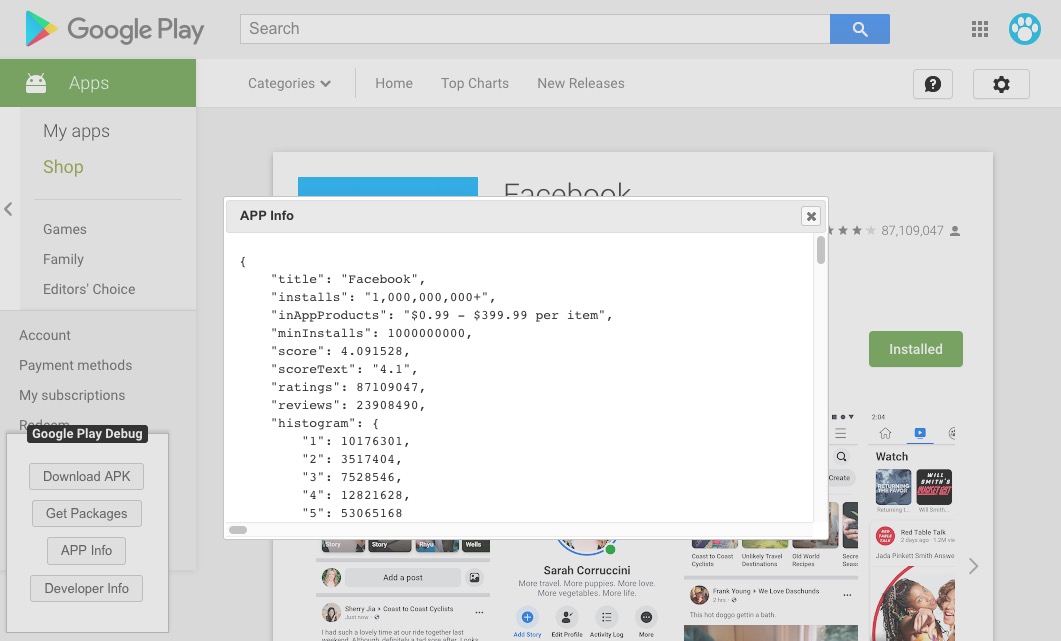 Google Play
Search
Apps
Categories
Home
Top Charts
New Releases
My apps
Shop
Games
Family
Editors' Choice
Account
Payment methods
My subscriptions
Redeem
Google Play Debug
Download APK
Get Packages
APP Info
Developer Info
Facebook
87,109,047
Installed
APP Info
{
"title": "Facebook",
"installs": "1,000,000,000+",
"inAppProducts": "$0.99 - $399.99 per item",
"minInstalls": 1000000000,
"score": 4.091528,
"scoreText": "4.1",
"ratings": 87109047,
"reviews": 23908490,
"histogram": {
"1": 10176301,
"2": 3517404,
"3": 7528546,
"4": 12821628,
"5": 53065168
Story
Story
Wells
Add a post
Sherry Jia ▸ Coast to Coast Cyclists
Just now
I had such a lovely time at our ride together last
weekend. Although definitely a tad sore after. Looks
Sarah Corruccini
More travel. More puppies. More love.
More vegetables. More life.
Add Story
Edit Profile
Activity Log
More
Create
Coast to Coast
Cyclists
Unlikely Travel
Destinations
Old World
Recipes
Frank Young ▸ We Love Daschunds
2 hrs
This hot doggo gettin a bath
2:04
Watch
RETURNING
THE FAVOR
WILL
SMITH'S
BUCKET LIST
Returning t...
Will Smith...
RED TABLE TALK
Red Table Talk
2 days ago · 1.2M vie
Jada Pinkett Smith Answe